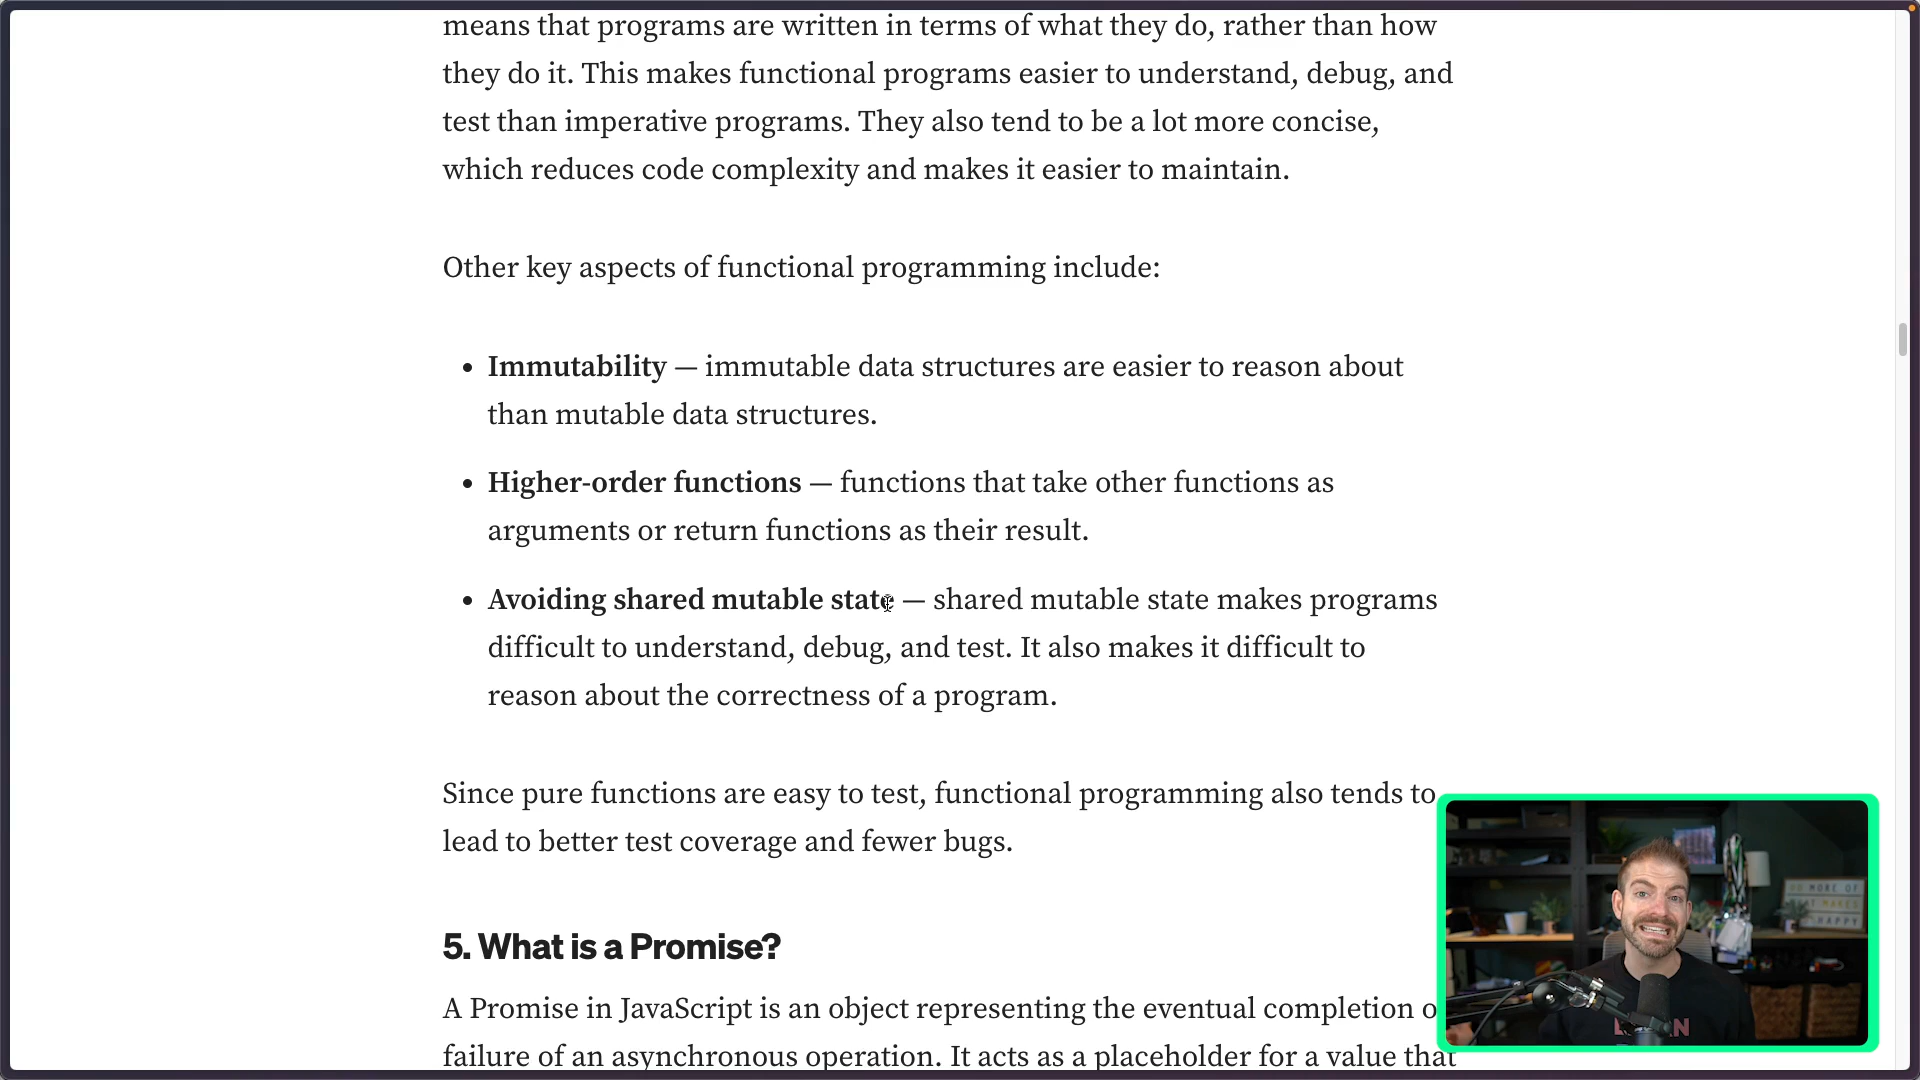 means that programs are written in terms of what they do, rather than how
they do it. This makes functional programs easier to understand, debug, and
test than imperative programs. They also tend to be a lot more concise,
which reduces code complexity and makes it easier to maintain.
Other key aspects of functional programming include:
• Immutability — immutable data structures are easier to reason about
than mutable data structures.
• Higher-order functions — functions that take other functions as
arguments or return functions as their result.
• Avoiding shared mutable state — shared mutable state makes programs
difficult to understand, debug, and test. It also makes it difficult to
reason about the correctness of a program.
Since pure functions are easy to test, functional programming also tends to
lead to better test coverage and fewer bugs.
5. What is a Promise?
A Promise in JavaScript is an object representing the eventual completion
failure of an asynchronous operation. It acts as a placeholder for a value that
MORE OF
MAKES
HAPPY